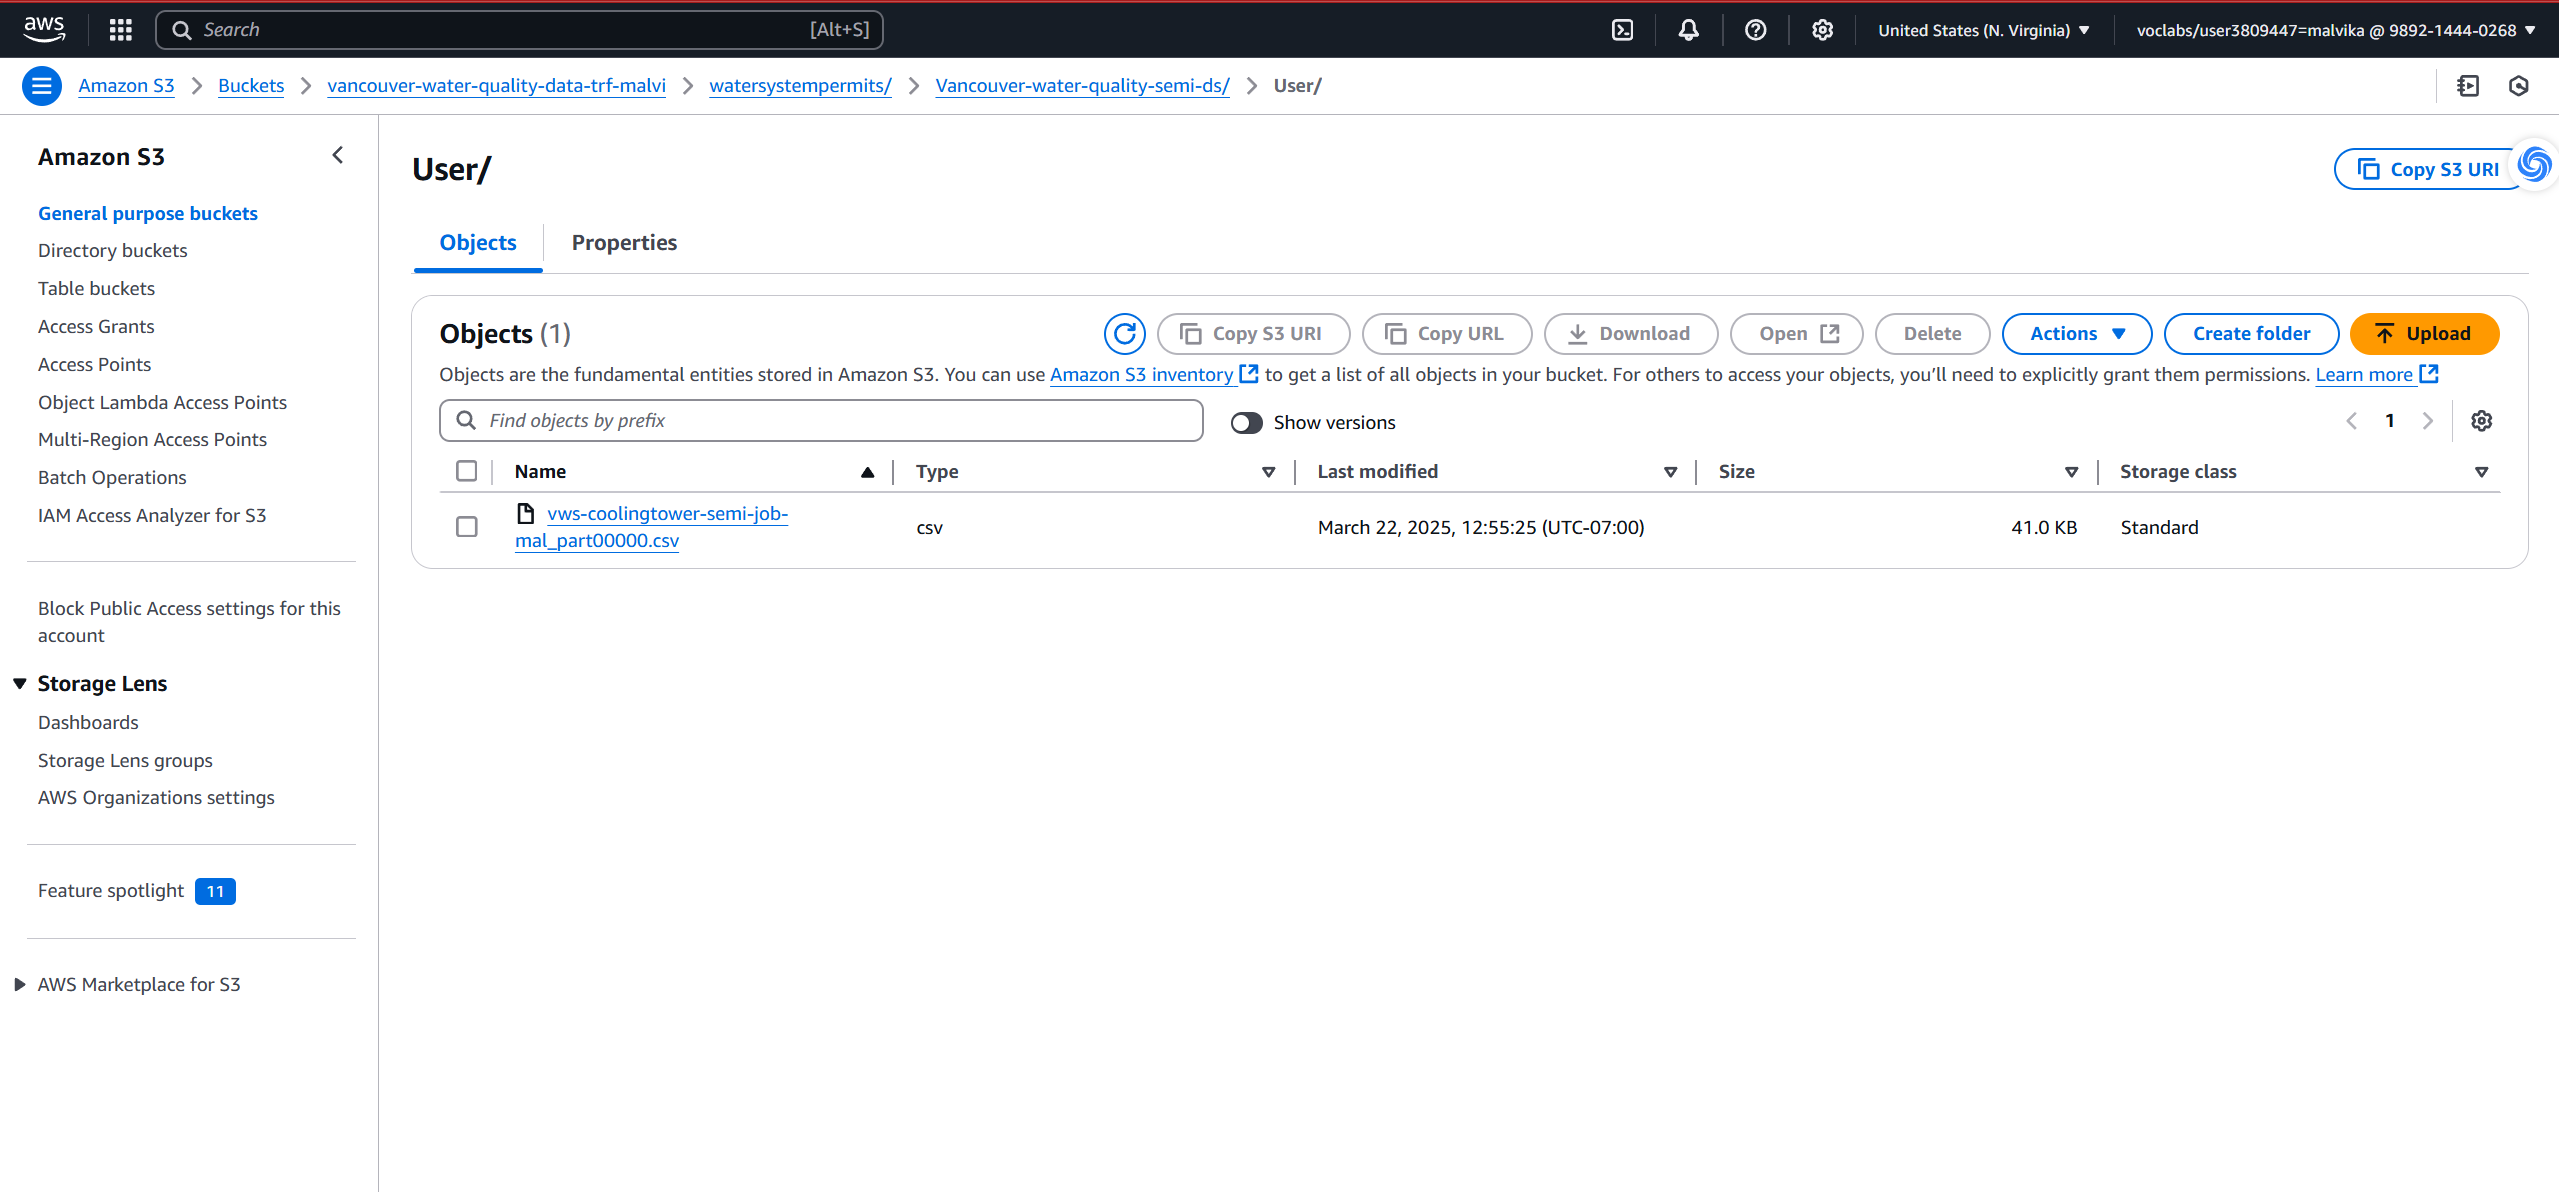 aws
Search [Alt+S]
United States (N. Virginia)
voclabs/user3809447=malvika @ 9892-1444-0268
Amazon S3 > Buckets > vancouver-water-quality-data-trf-malvi > watersystempermits/ > Vancouver-water-quality-semi-ds/ > User/
Amazon S3
General purpose buckets
Directory buckets
Table buckets
Access Grants
Access Points
Object Lambda Access Points
Multi-Region Access Points
Batch Operations
IAM Access Analyzer for S3
Block Public Access settings for this
account
Storage Lens
Dashboards
Storage Lens groups
AWS Organizations settings
Feature spotlight 11
AWS Marketplace for S3
User/
Copy S3 URI
Objects Properties
Objects (1)
Copy S3 URI Copy URL Download Open Delete Actions Create folder Upload
Objects are the fundamental entities stored in Amazon S3. You can use Amazon S3 inventory to get a list of all objects in your bucket. For others to access your objects, you’ll need to explicitly grant them permissions. Learn more
Find objects by prefix
Show versions
1
Name Type Last modified Size Storage class
vws-coolingtower-semi-job-
mal_part00000.csv
csv March 22, 2025, 12:55:25 (UTC-07:00) 41.0 KB Standard